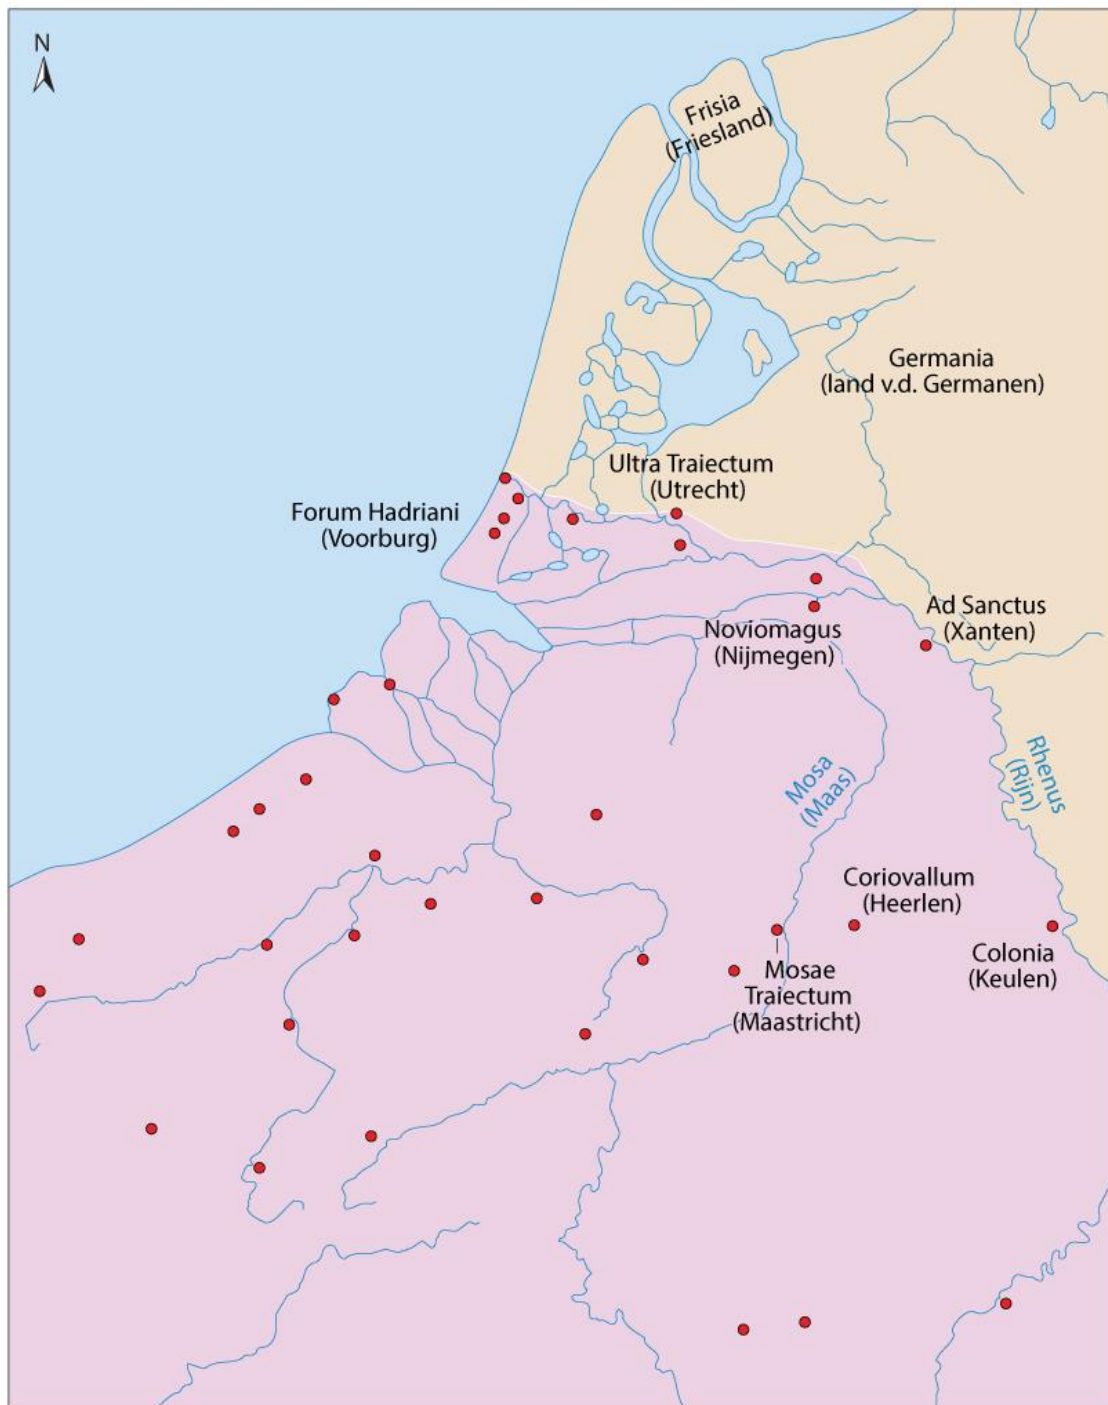 N
Frisia
(Friesland)
Germania
(land v.d. Germanen)
Ultra Traiectum
(Utrecht)
Forum Hadriani
(Voorburg)
Ad Sanctus
(Xanten)
Noviomagus
(Nijmegen)
Rhenus
(Rijn)
Mosa
(Maas)
Coriovallum
(Heerlen)
Colonia
(Keulen)
Mosae
Traiectum
(Maastricht)